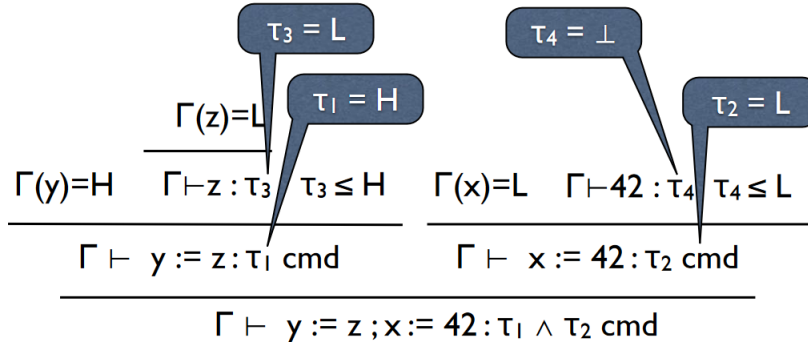 τ₃ = L
τ₄ = ⊥
τ₁ = H
τ₂ = L
Γ(z)=L
Γ(y)=H Γ⊢z : τ₃ τ₃ ≤ H Γ(x)=L Γ⊢42 : τ₄ τ₄ ≤ L
Γ ⊢ y := z : τ₁ cmd Γ ⊢ x := 42 : τ₂ cmd
Γ ⊢ y := z ; x := 42 : τ₁ ∧ τ₂ cmd